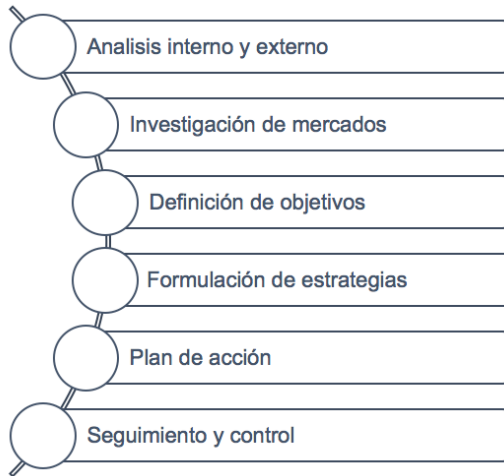 Analisis interno y externo
Investigación de mercados
Definición de objetivos
Formulación de estrategias
Plan de acción
Seguimiento y control